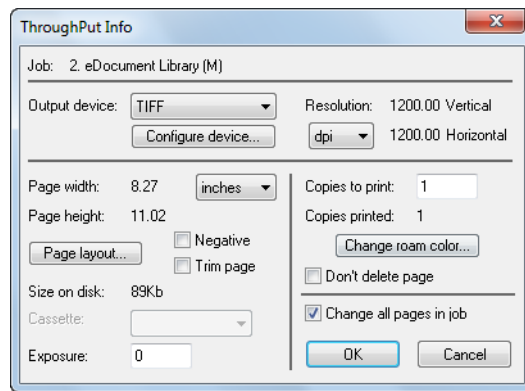 ThroughPut Info
Job: 2. eDocument Library (M)
Output device: TIFF
Configure device...
Resolution: 1200.00 Vertical
dpi 1200.00 Horizontal
Page width: 8.27 inches
Page height: 11.02
Negative
Page layout...
Trim page
Size on disk: 89Kb
Cassette:
Exposure: 0
Copies to print: 1
Copies printed: 1
Change roam color...
Don't delete page
Change all pages in job
OK Cancel